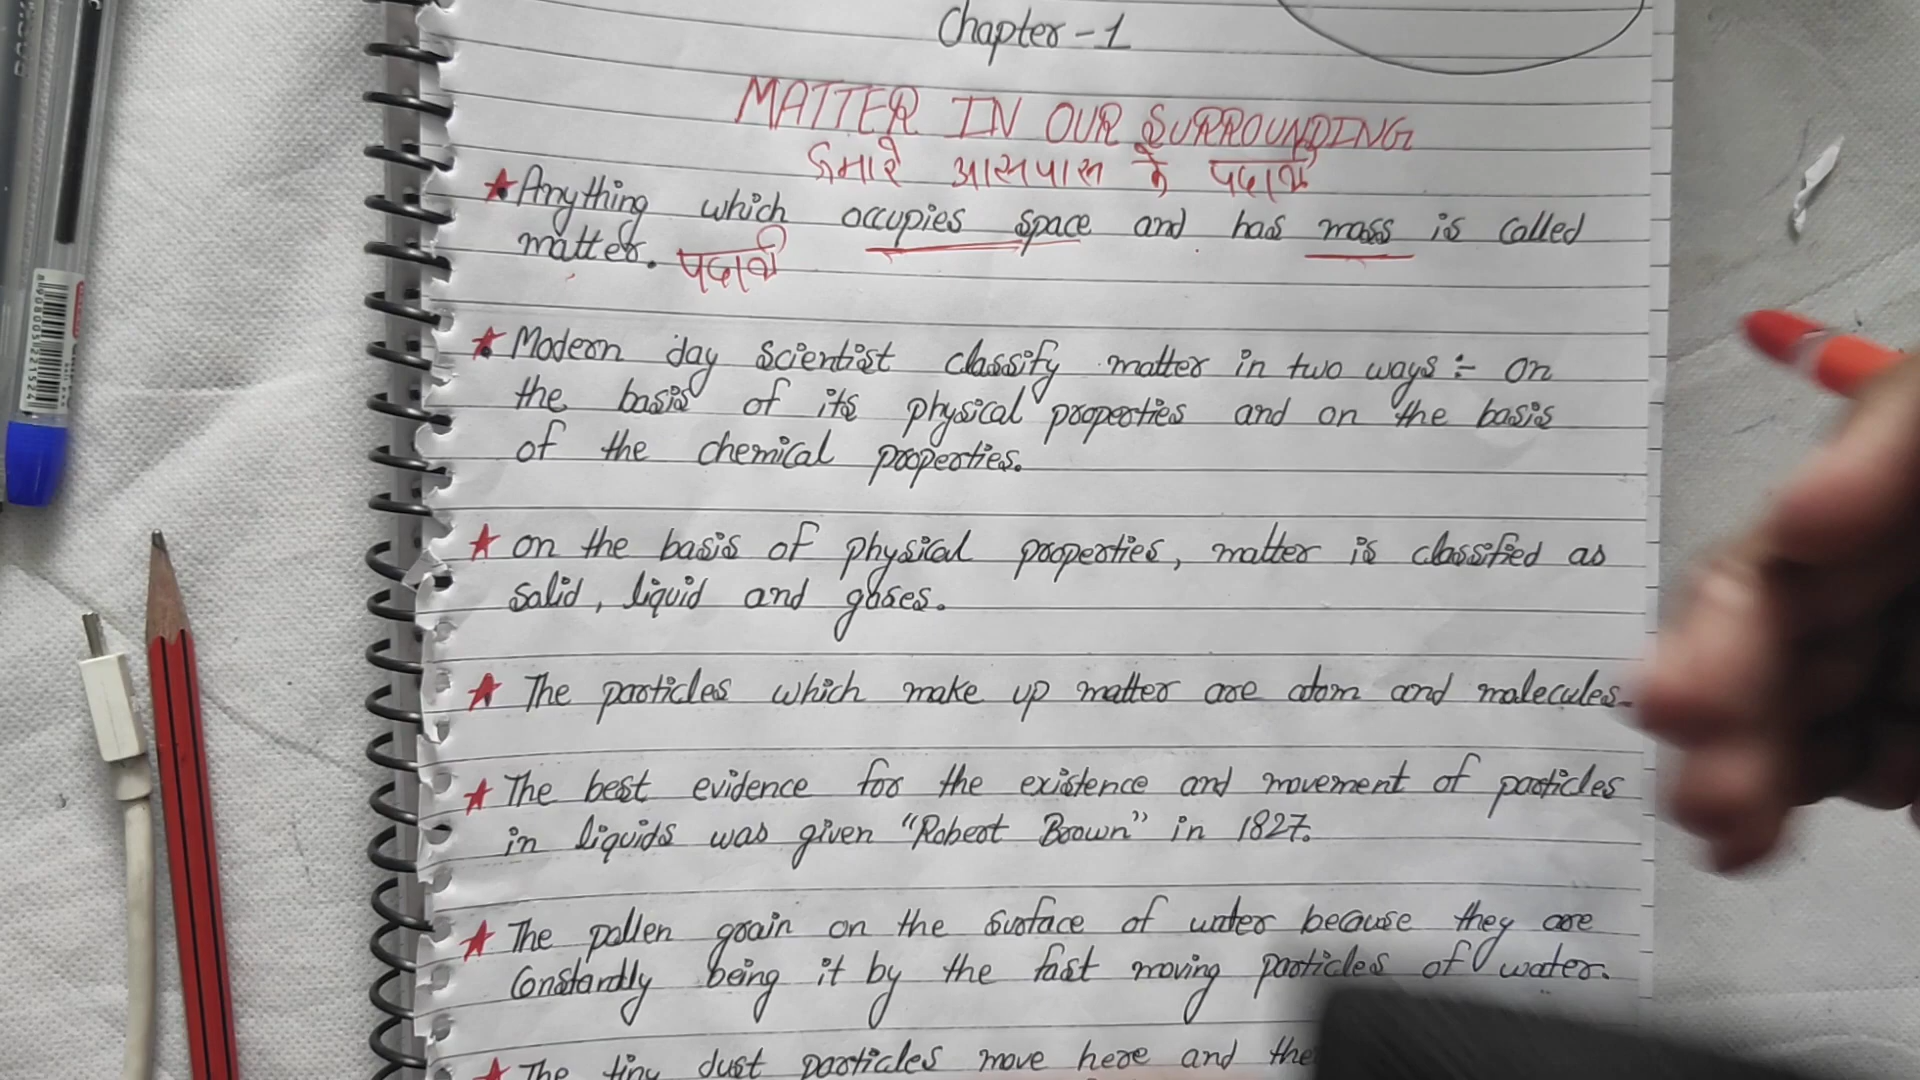 Chapter - 1
MATTER IN OUR SURROUNDING
हमारे आसपास के पदार्थ
★ Anything which occupies space and has mass is called
matter. पदार्थ
★ Modern day scientist classify matter in two ways :- On
the basis of its physical properties and on the basis
of the chemical properties.
★ on the basis of physical properties, matter is classified as
solid, liquid and gases.
★ The particles which make up matter are atom and molecules.
★ The best evidence for the existence and movement of particles
in liquids was given "Robert Brown" in 1827.
★ The pollen grain on the surface of water because they are
Constantly being it by the fast moving particles of water.
★ The tiny dust particles move here and the
8908005221524